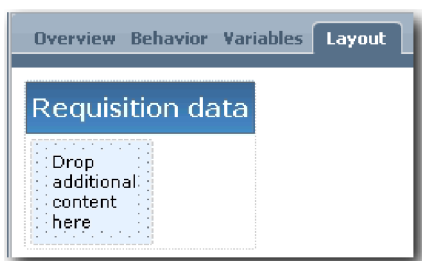 Overview Behavior Variables Layout
Requisition data
Drop
additional
content
here